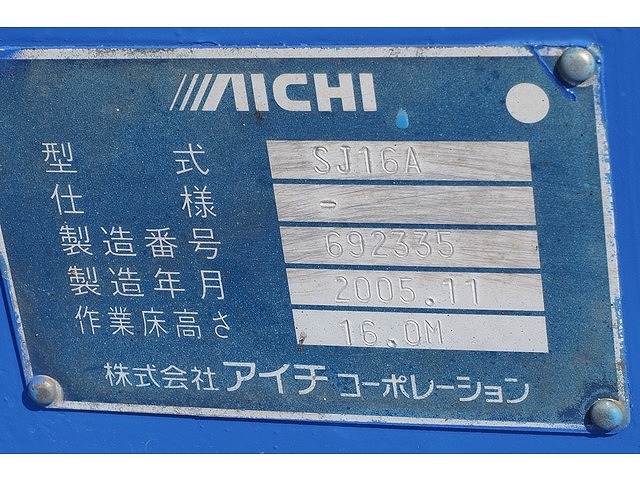 AICHI
型式 SJ16A
仕様 -
製造番号 692335
製造年月 2005.11
作業床高さ 16.0M
株式会社 アイチ コーポレーション